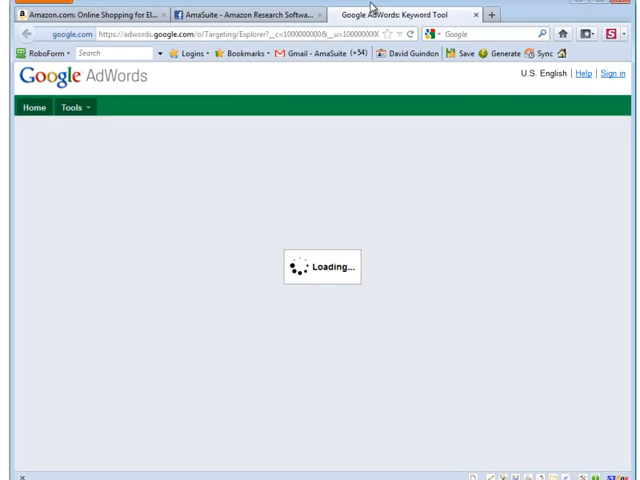 Amazon.com: Online Shopping for El...
AmaSuite - Amazon Research Softwa...
Google AdWords: Keyword Tool
google.com
https://adwords.google.com/o/Targeting/Explorer?__c=1000000000&__u=100000000
Google
RoboForm
Search
Logins
Bookmarks
Gmail - AmaSuite (+54)
David Guindon
Save
Generate
Sync
Google AdWords
U.S. English | Help | Sign in
Home
Tools
Loading...